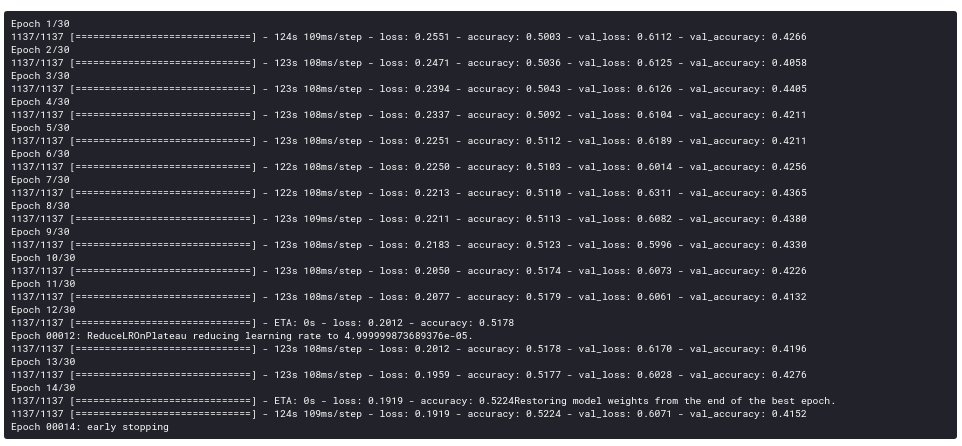 Epoch 1/30
1137/1137 [==============================] - 124s 109ms/step - loss: 0.2551 - accuracy: 0.5003 - val_loss: 0.6112 - val_accuracy: 0.4266
Epoch 2/30
1137/1137 [==============================] - 123s 108ms/step - loss: 0.2471 - accuracy: 0.5036 - val_loss: 0.6125 - val_accuracy: 0.4058
Epoch 3/30
1137/1137 [==============================] - 123s 108ms/step - loss: 0.2394 - accuracy: 0.5043 - val_loss: 0.6126 - val_accuracy: 0.4405
Epoch 4/30
1137/1137 [==============================] - 123s 108ms/step - loss: 0.2337 - accuracy: 0.5092 - val_loss: 0.6104 - val_accuracy: 0.4211
Epoch 5/30
1137/1137 [==============================] - 123s 108ms/step - loss: 0.2251 - accuracy: 0.5112 - val_loss: 0.6189 - val_accuracy: 0.4211
Epoch 6/30
1137/1137 [==============================] - 122s 108ms/step - loss: 0.2250 - accuracy: 0.5103 - val_loss: 0.6014 - val_accuracy: 0.4256
Epoch 7/30
1137/1137 [==============================] - 122s 108ms/step - loss: 0.2213 - accuracy: 0.5110 - val_loss: 0.6311 - val_accuracy: 0.4365
Epoch 8/30
1137/1137 [==============================] - 123s 109ms/step - loss: 0.2211 - accuracy: 0.5113 - val_loss: 0.6082 - val_accuracy: 0.4380
Epoch 9/30
1137/1137 [==============================] - 123s 108ms/step - loss: 0.2183 - accuracy: 0.5123 - val_loss: 0.5996 - val_accuracy: 0.4330
Epoch 10/30
1137/1137 [==============================] - 123s 108ms/step - loss: 0.2050 - accuracy: 0.5174 - val_loss: 0.6073 - val_accuracy: 0.4226
Epoch 11/30
1137/1137 [==============================] - 123s 108ms/step - loss: 0.2077 - accuracy: 0.5179 - val_loss: 0.6061 - val_accuracy: 0.4132
Epoch 12/30
1137/1137 [==============================] - ETA: 0s - loss: 0.2012 - accuracy: 0.5178
Epoch 00012: ReduceLROnPlateau reducing learning rate to 4.999999873689376e-05.
1137/1137 [==============================] - 123s 108ms/step - loss: 0.2012 - accuracy: 0.5178 - val_loss: 0.6170 - val_accuracy: 0.4196
Epoch 13/30
1137/1137 [==============================] - 123s 108ms/step - loss: 0.1959 - accuracy: 0.5177 - val_loss: 0.6028 - val_accuracy: 0.4276
Epoch 14/30
1137/1137 [==============================] - ETA: 0s - loss: 0.1919 - accuracy: 0.5224Restoring model weights from the end of the best epoch.
1137/1137 [==============================] - 124s 109ms/step - loss: 0.1919 - accuracy: 0.5224 - val_loss: 0.6071 - val_accuracy: 0.4152
Epoch 00014: early stopping